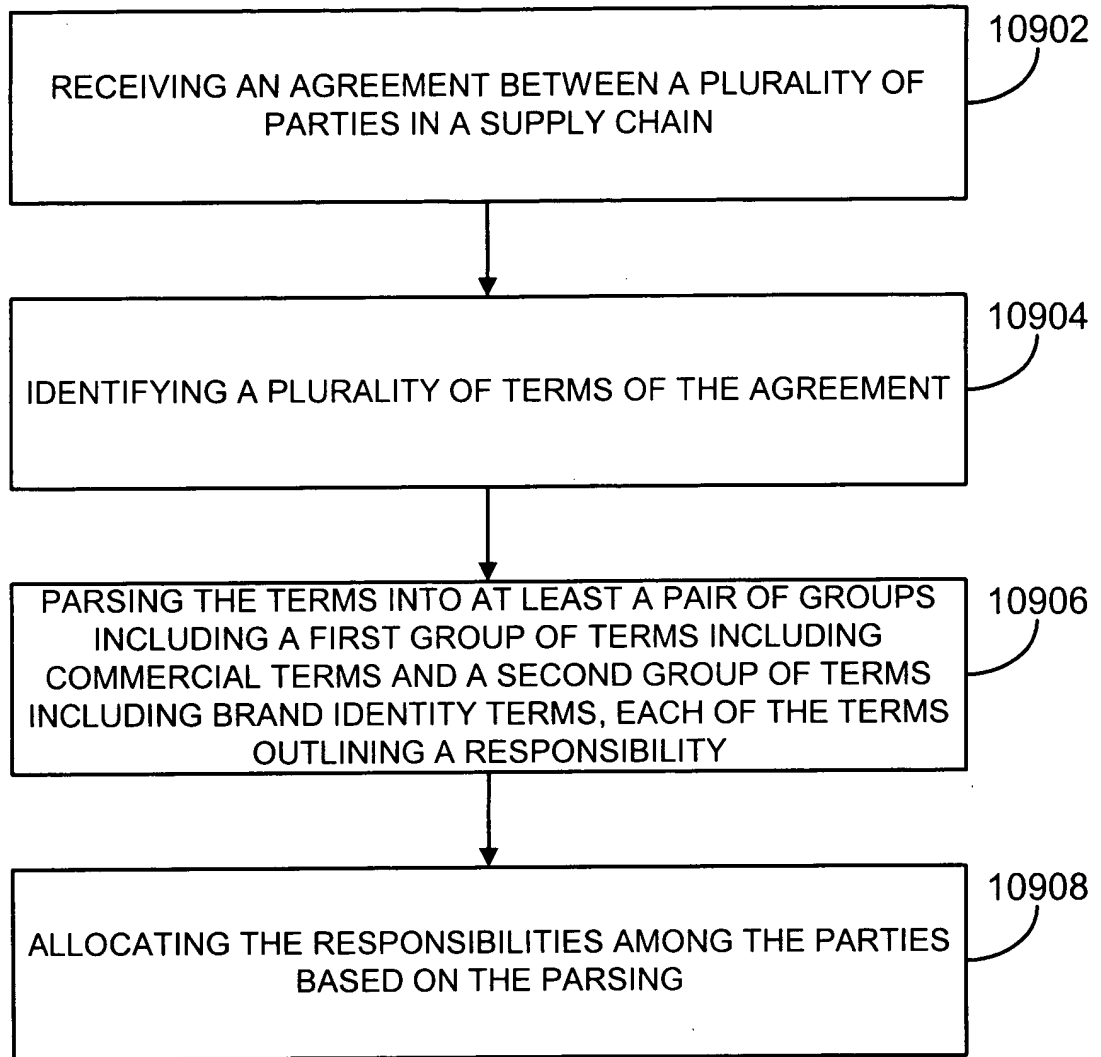 10902
RECEIVING AN AGREEMENT BETWEEN A PLURALITY OF
PARTIES IN A SUPPLY CHAIN
10904
IDENTIFYING A PLURALITY OF TERMS OF THE AGREEMENT
10906
PARSING THE TERMS INTO AT LEAST A PAIR OF GROUPS
INCLUDING A FIRST GROUP OF TERMS INCLUDING
COMMERCIAL TERMS AND A SECOND GROUP OF TERMS
INCLUDING BRAND IDENTITY TERMS, EACH OF THE TERMS
OUTLINING A RESPONSIBILITY
10908
ALLOCATING THE RESPONSIBILITIES AMONG THE PARTIES
BASED ON THE PARSING